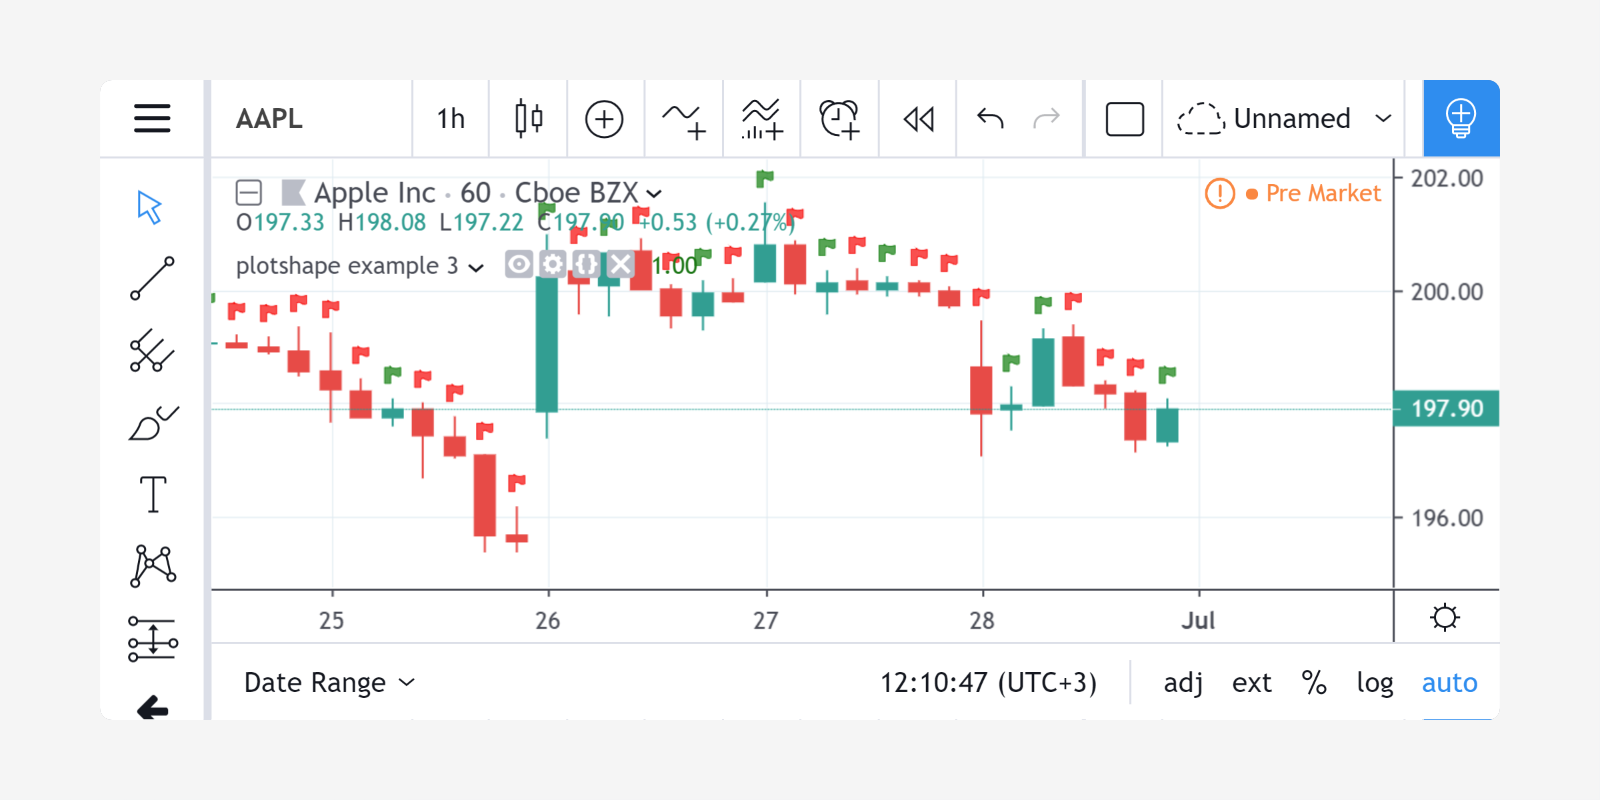 AAPL 1h Unnamed
Apple Inc · 60 · Cboe BZX
Pre Market
O197.33 H198.08 L197.22 C197.90 +0.53 (+0.27%)
plotshape example 3 1.00
202.00
200.00
197.90
196.00
25 26 27 28 Jul
Date Range 12:10:47 (UTC+3) adj ext % log auto